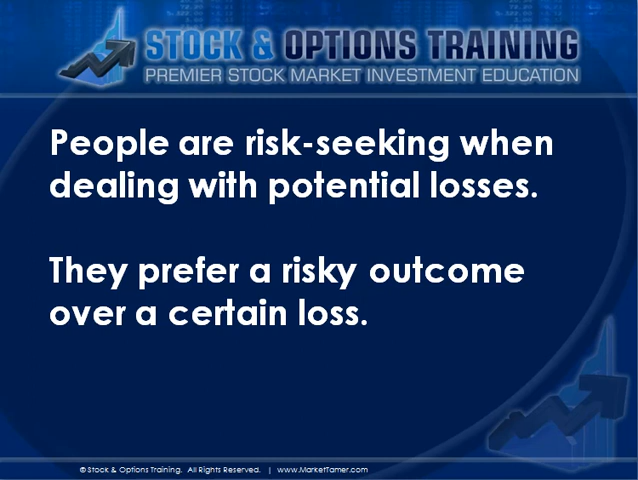 STOCK & OPTIONS TRAINING
PREMIER STOCK MARKET INVESTMENT EDUCATION
People are risk-seeking when
dealing with potential losses.
They prefer a risky outcome
over a certain loss.
© Stock & Options Training. All Rights Reserved. | www.MarketTamer.com